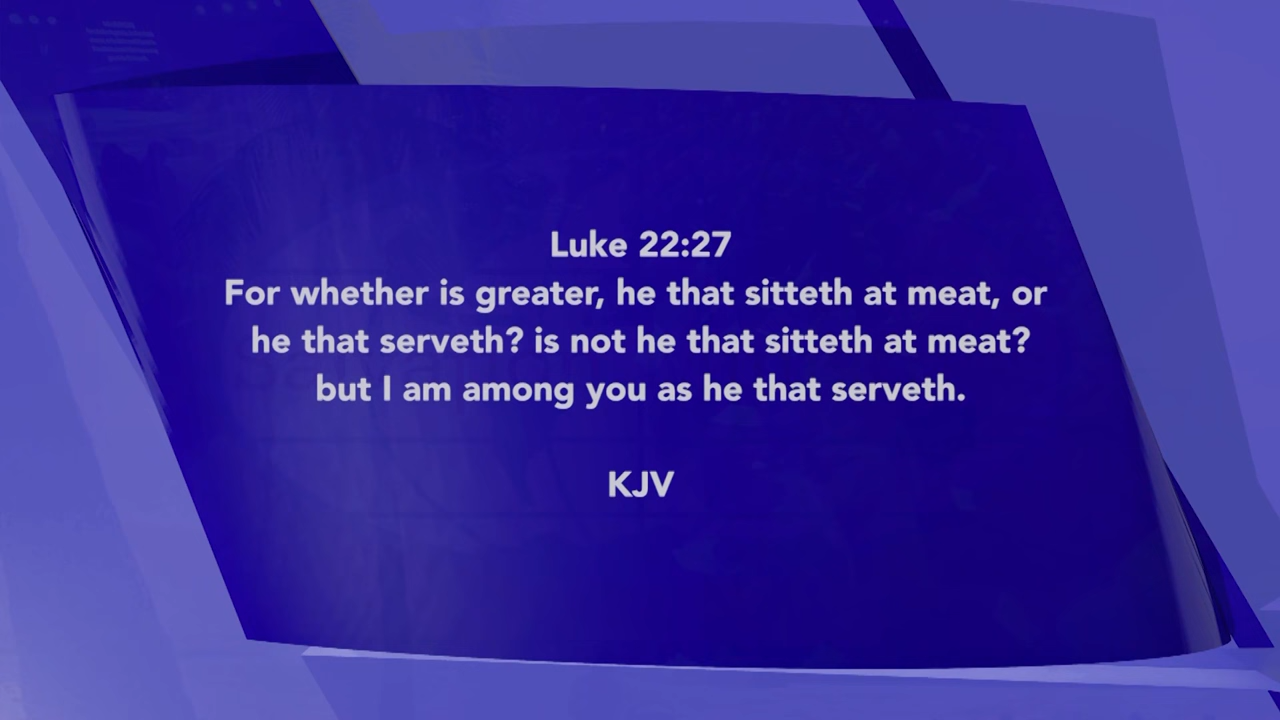 Luke 22:27
For whether is greater, he that sitteth at meat, or
he that serveth? is not he that sitteth at meat?
but I am among you as he that serveth.
KJV